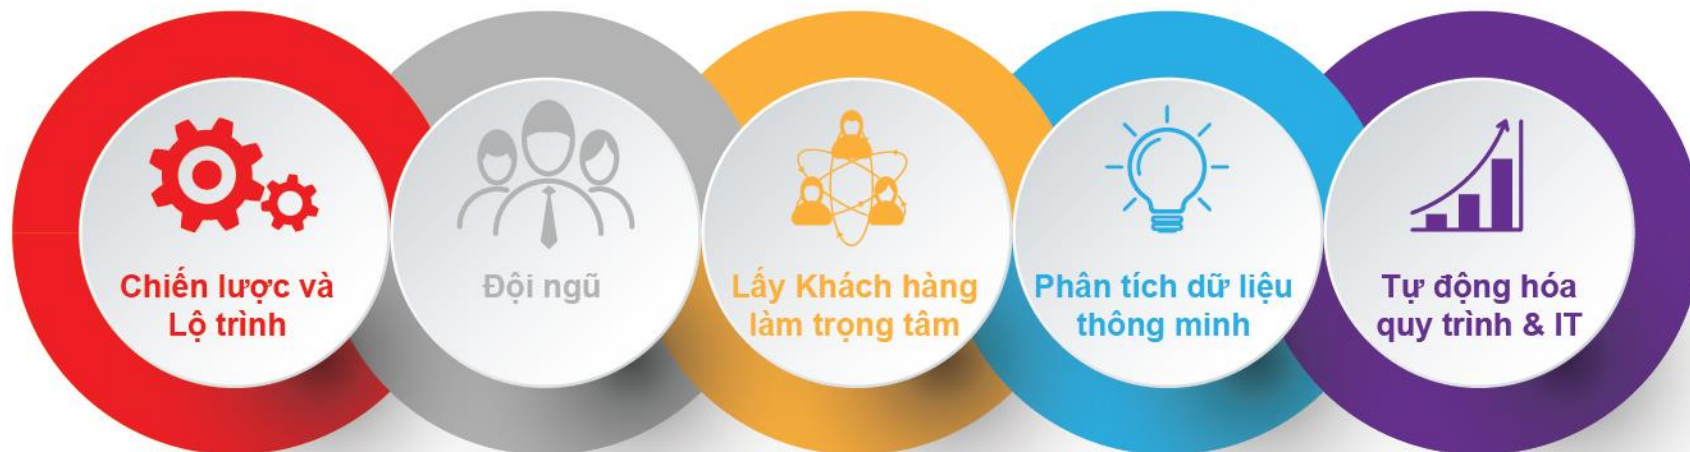 Chiến lược và
Lộ trình
Đội ngũ
Lấy Khách hàng
làm trọng tâm
Phân tích dữ liệu
thông minh
Tự động hóa
quy trình & IT